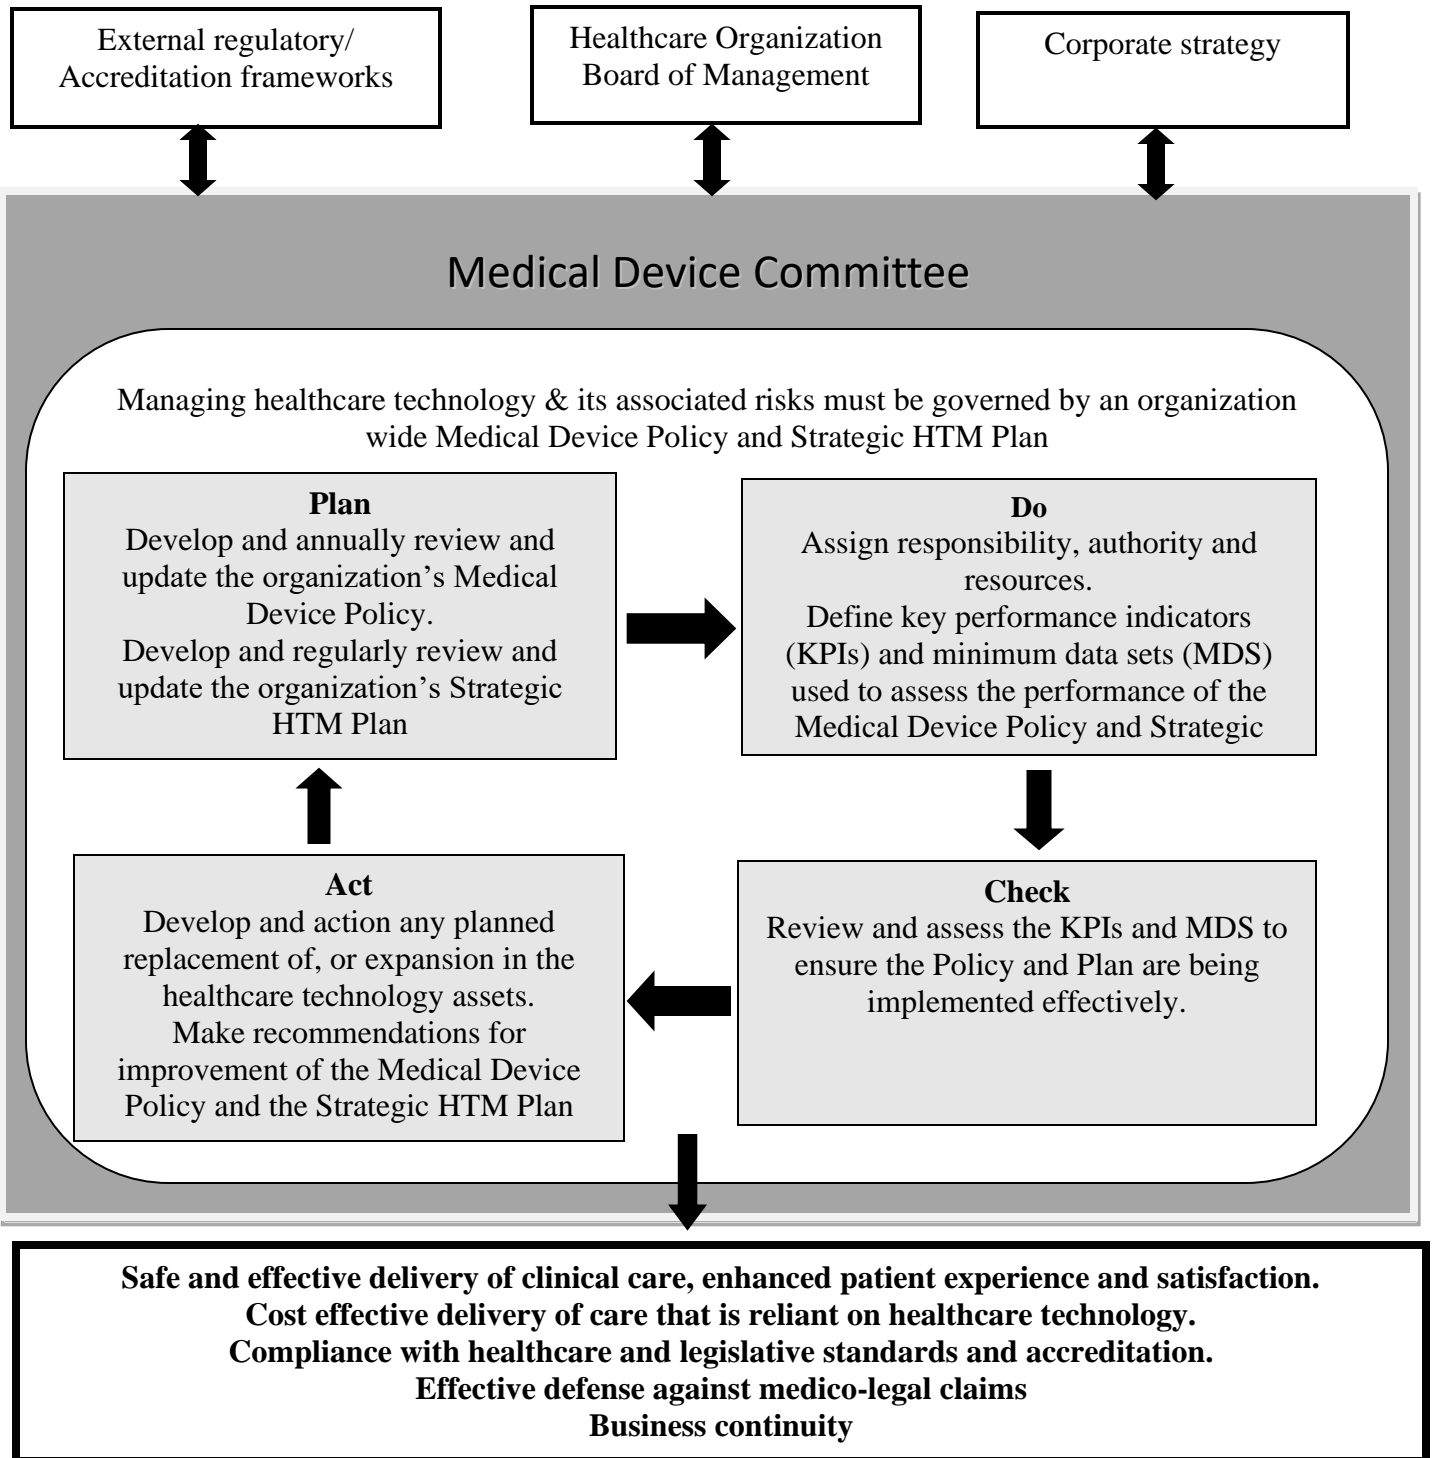 External regulatory/
Accreditation frameworks
Healthcare Organization
Board of Management
Corporate strategy
Medical Device Committee
Managing healthcare technology & its associated risks must be governed by an organization
wide Medical Device Policy and Strategic HTM Plan
Plan
Develop and annually review and
update the organization’s Medical
Device Policy.
Develop and regularly review and
update the organization’s Strategic
HTM Plan
Do
Assign responsibility, authority and
resources.
Define key performance indicators
(KPIs) and minimum data sets (MDS)
used to assess the performance of the
Medical Device Policy and Strategic
Act
Develop and action any planned
replacement of, or expansion in the
healthcare technology assets.
Make recommendations for
improvement of the Medical Device
Policy and the Strategic HTM Plan
Check
Review and assess the KPIs and MDS to
ensure the Policy and Plan are being
implemented effectively.
Safe and effective delivery of clinical care, enhanced patient experience and satisfaction.
Cost effective delivery of care that is reliant on healthcare technology.
Compliance with healthcare and legislative standards and accreditation.
Effective defense against medico-legal claims
Business continuity